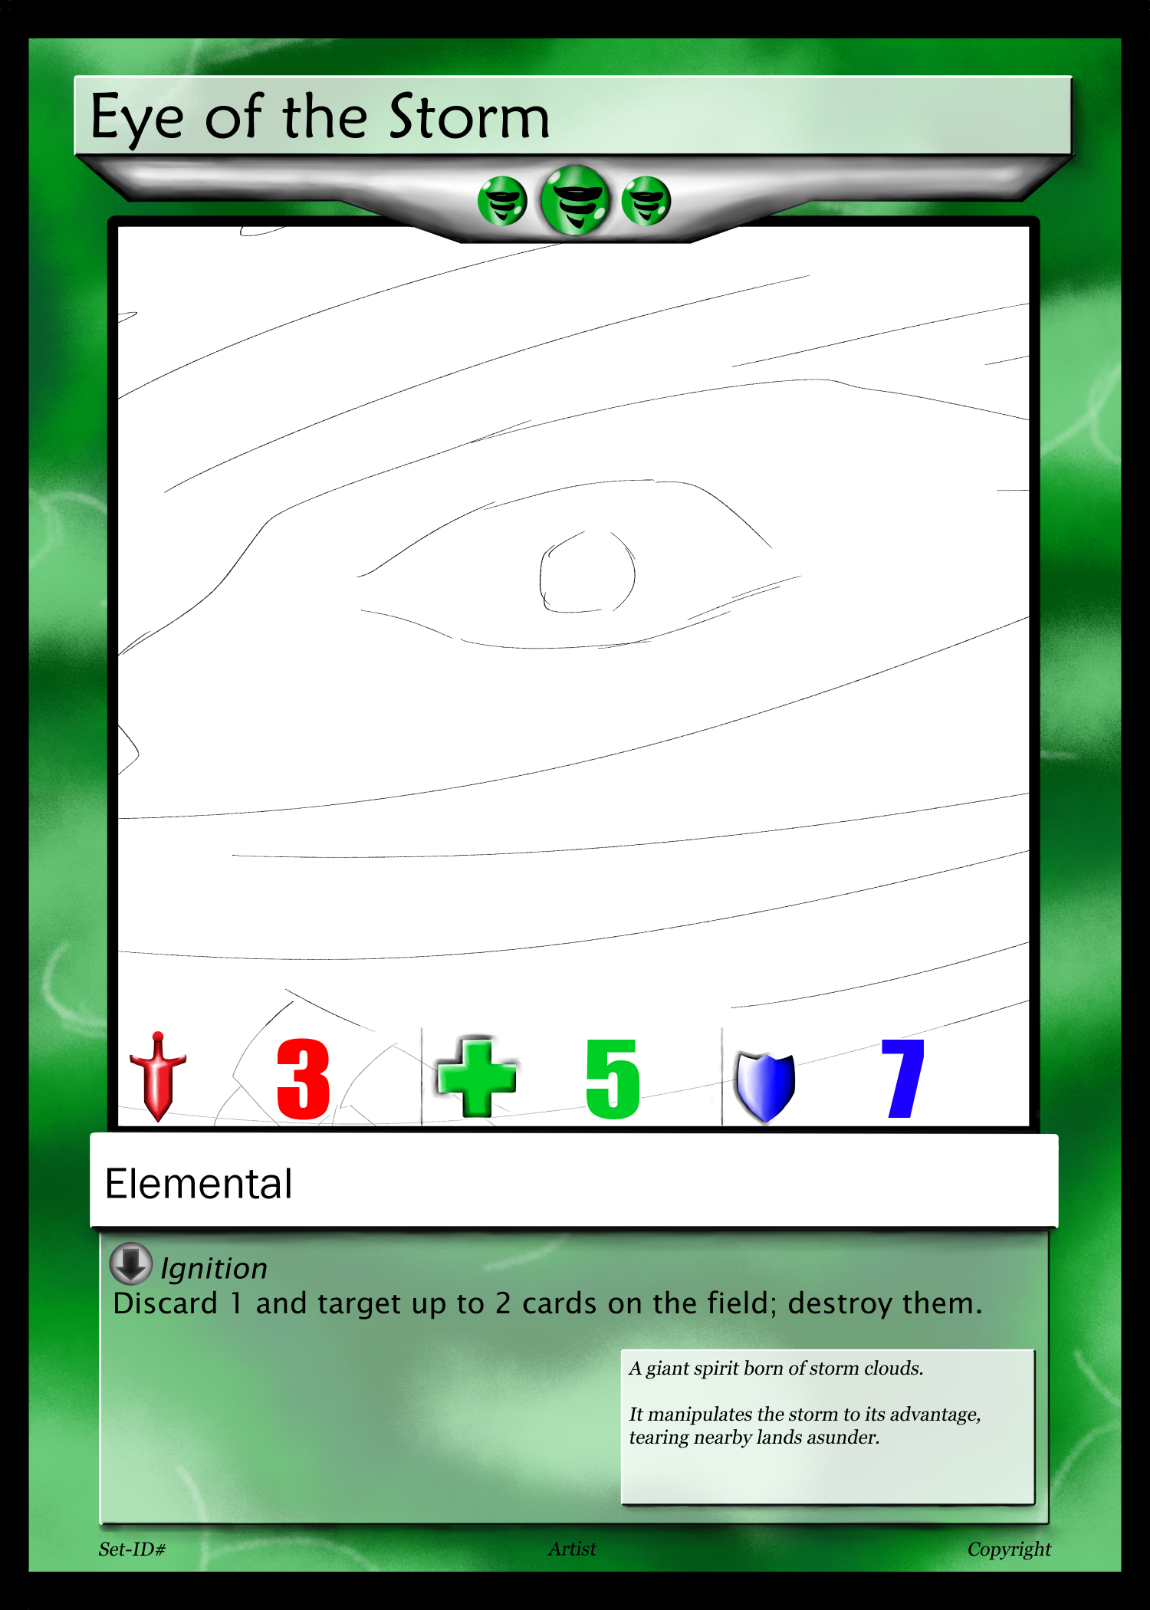 Eye of the Storm
3 5 7
Elemental
Ignition
Discard 1 and target up to 2 cards on the field; destroy them.
A giant spirit born of storm clouds.
It manipulates the storm to its advantage,
tearing nearby lands asunder.
Set-ID# Artist Copyright